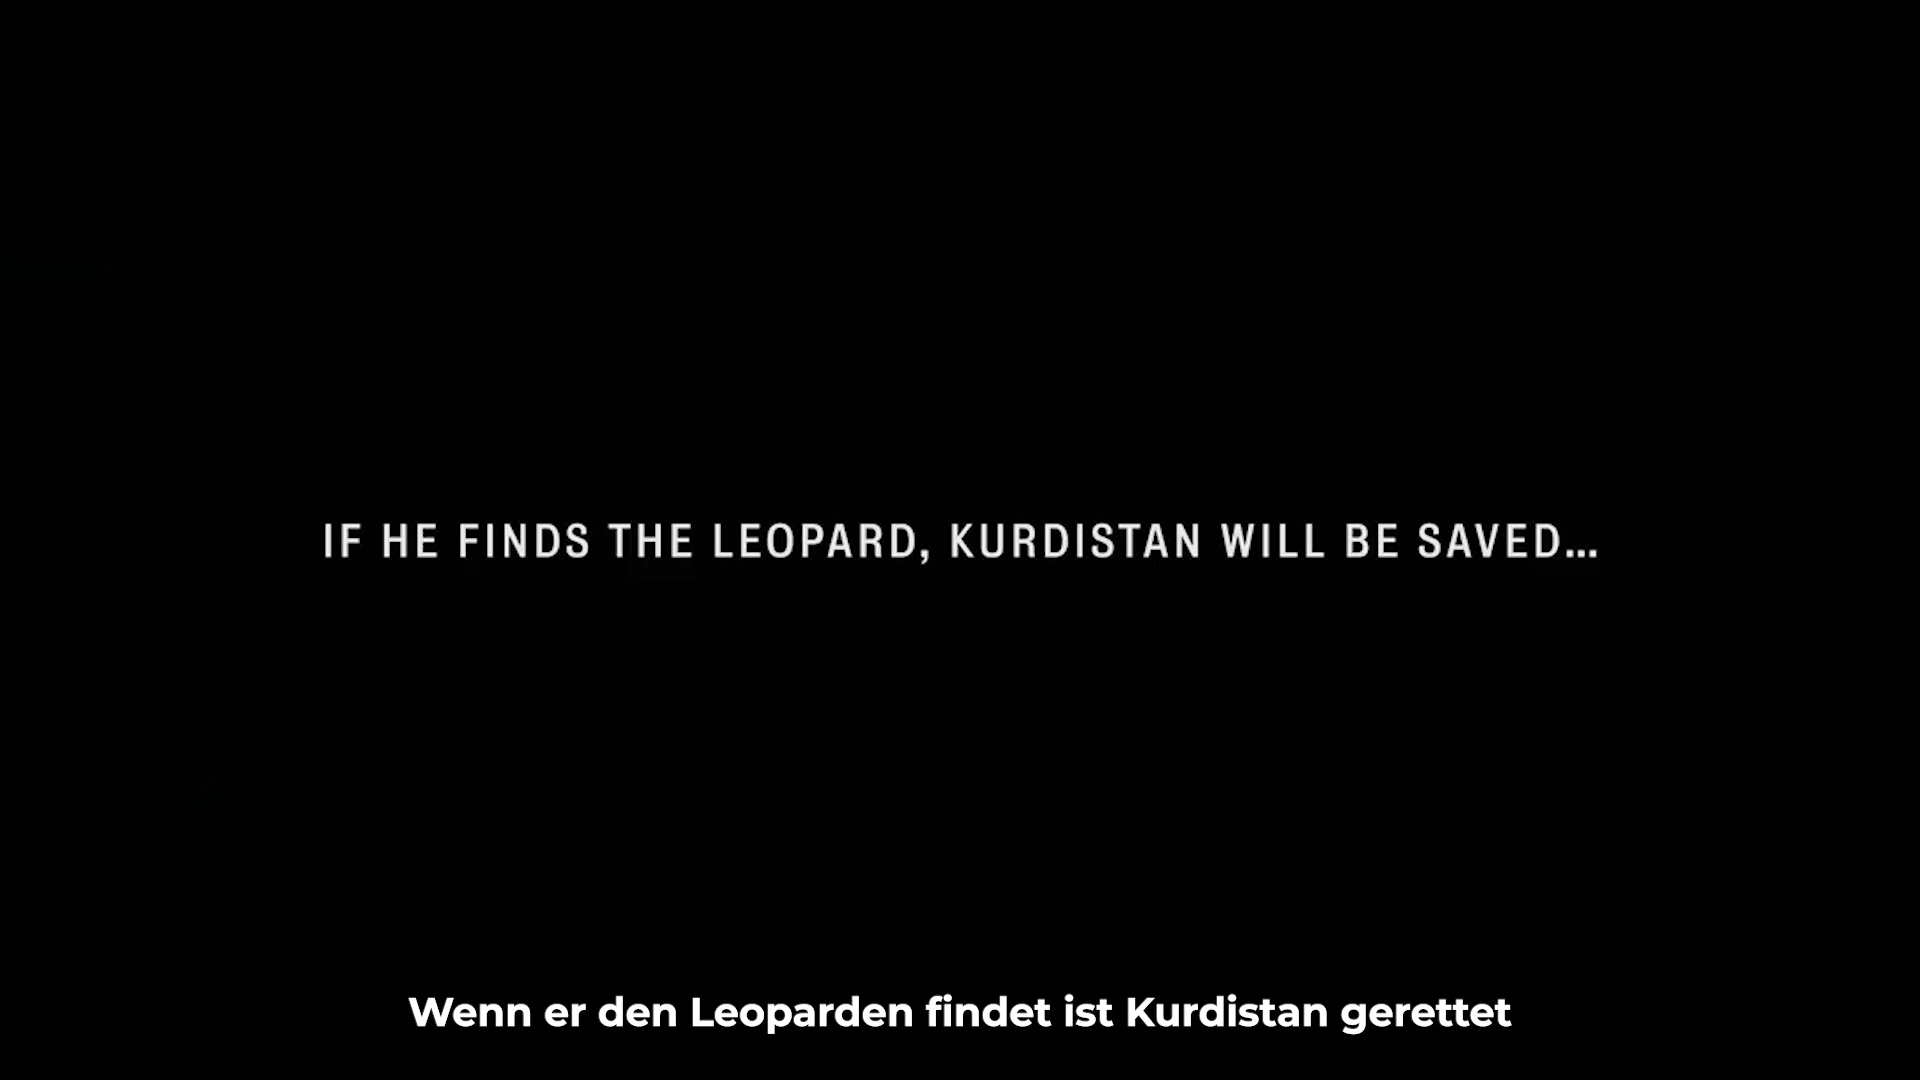 IF HE FINDS THE LEOPARD, KURDISTAN WILL BE SAVED...
Wenn er den Leoparden findet ist Kurdistan gerettet